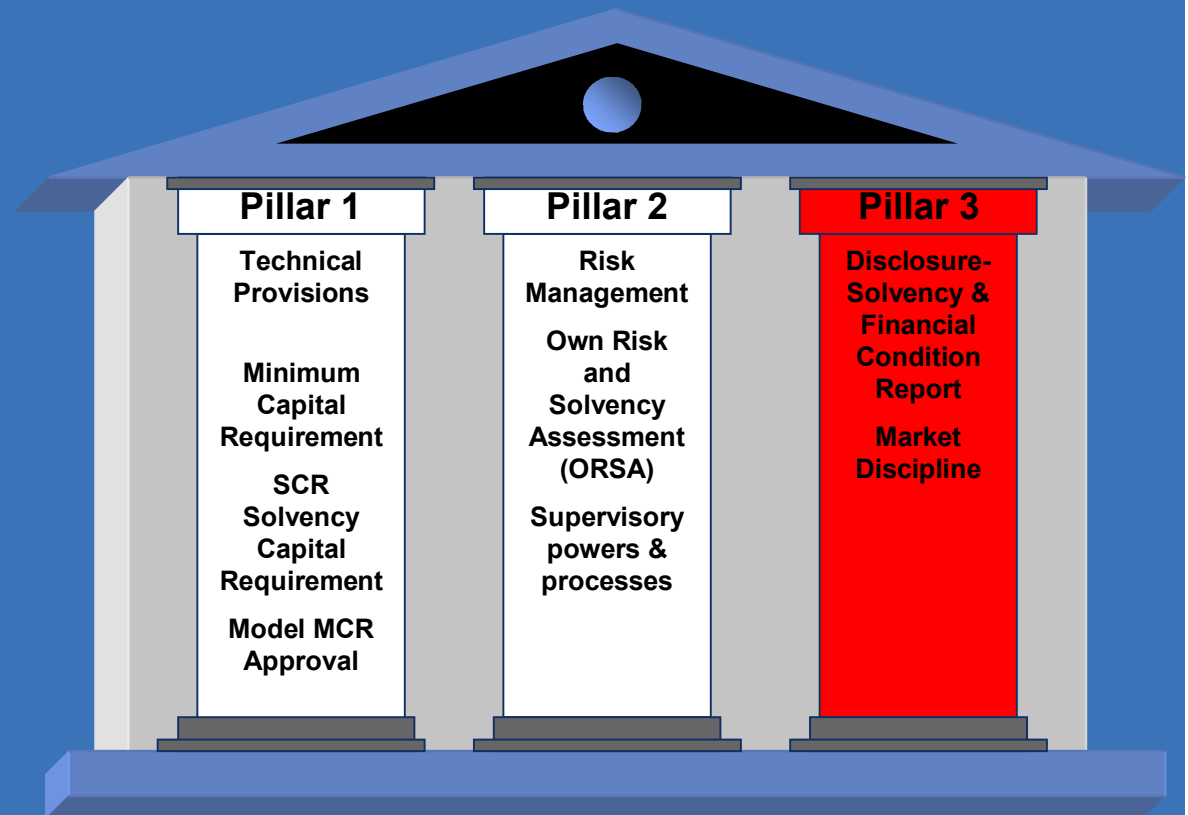 Pillar 1
Technical
Provisions
Minimum
Capital
Requirement
SCR
Solvency
Capital
Requirement
Model MCR
Approval
Pillar 2
Risk
Management
Own Risk
and
Solvency
Assessment
(ORSA)
Supervisory
powers &
processes
Pillar 3
Disclosure-
Solvency &
Financial
Condition
Report
Market
Discipline